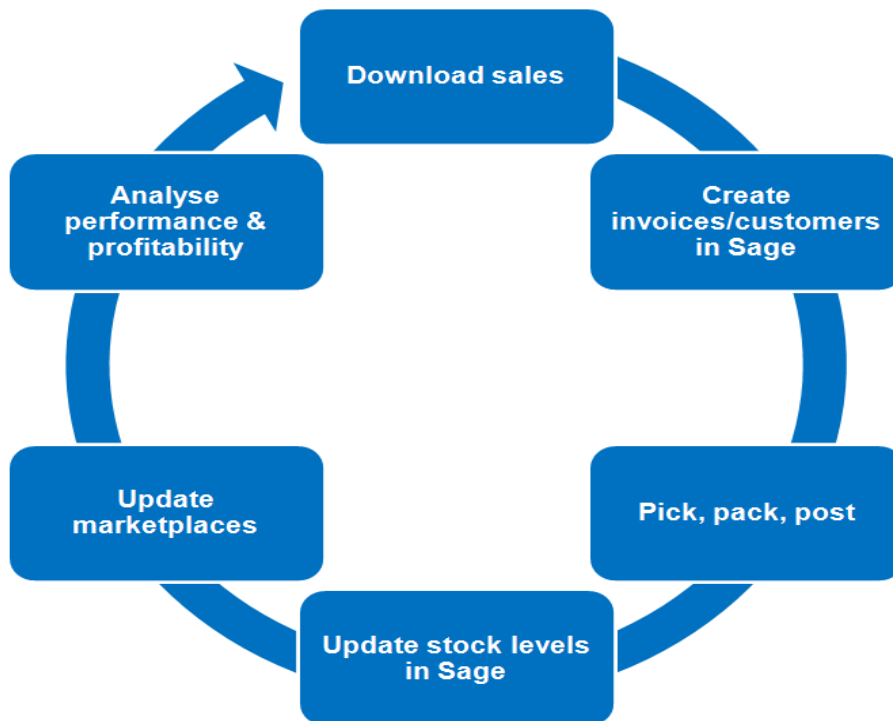 Download sales
Create
invoices/customers
in Sage
Pick, pack, post
Update stock levels
in Sage
Update
marketplaces
Analyse
performance &
profitability